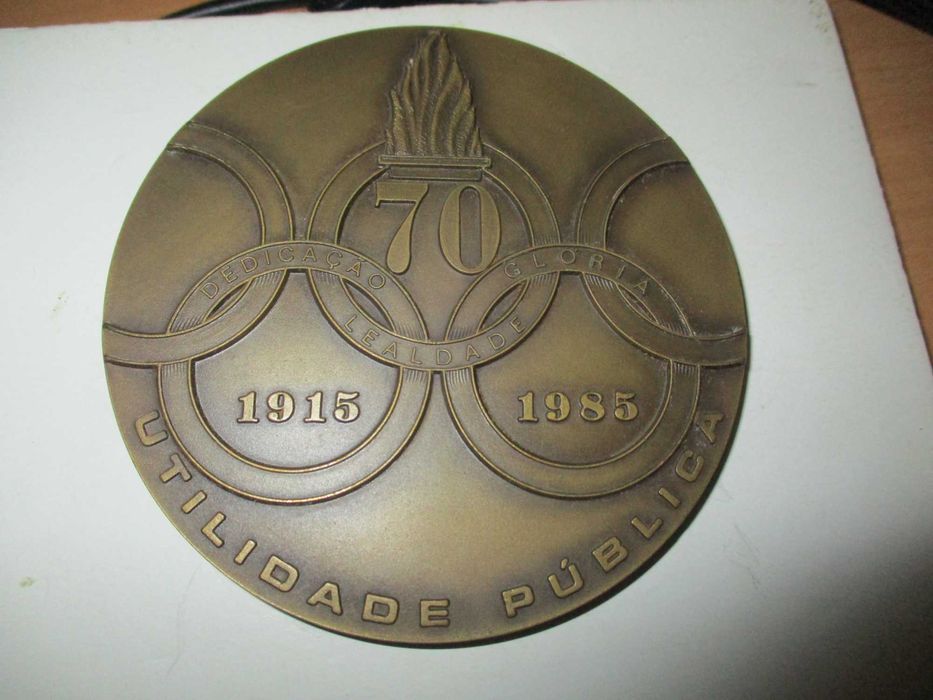 70
DEDICAÇÃO
LEALDADE
GLÓRIA
1915
1985
UTILIDADE PÚBLICA